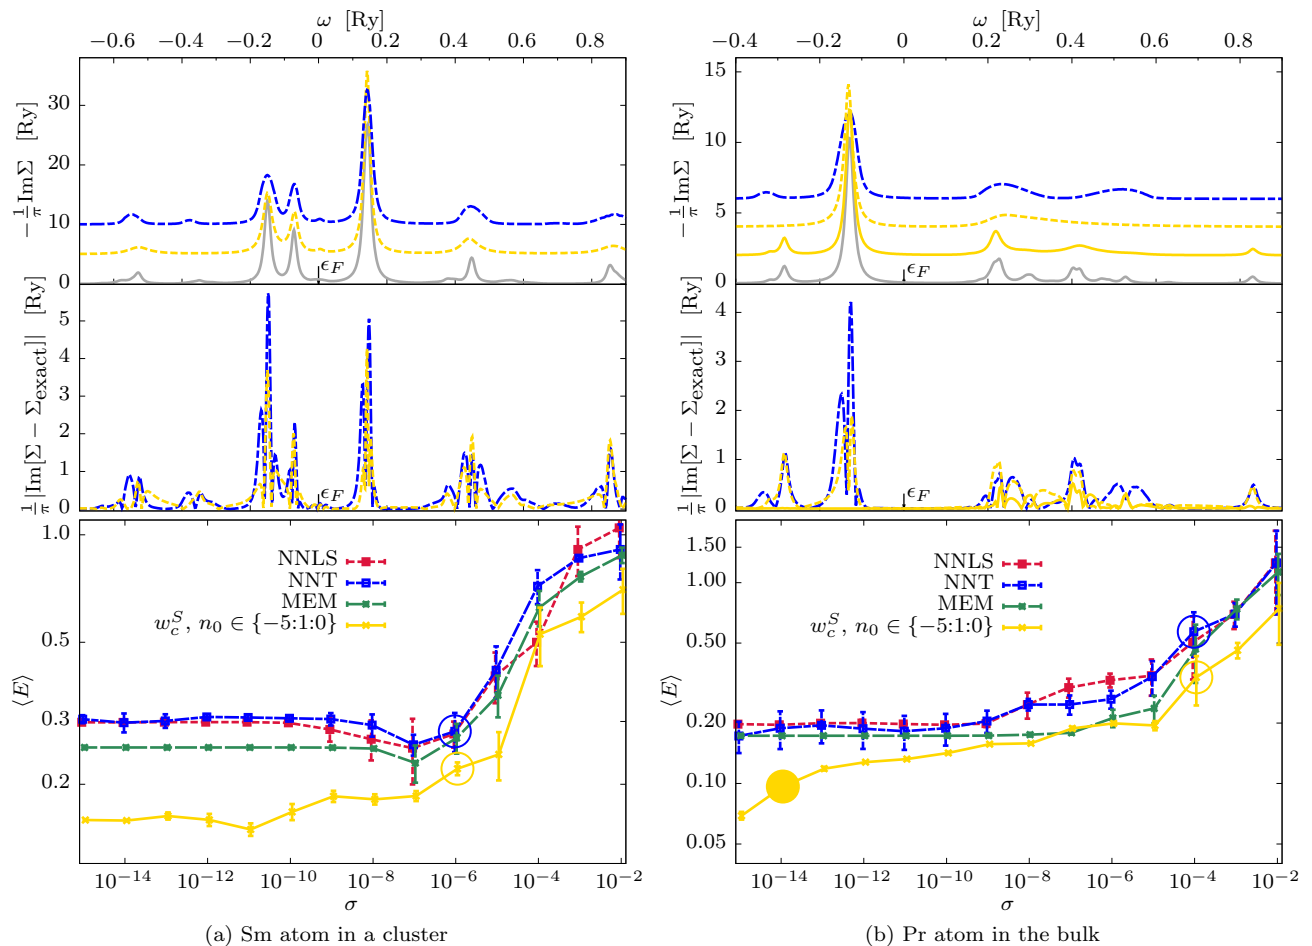 ω [Ry]
−0.6 −0.4 −0.2 0 0.2 0.4 0.6 0.8
30
20
10
0
−1/π ImΣ [Ry]
ϵF
5
4
3
2
1
0
1/π |Im[Σ − Σexact]| [Ry]
ϵF
1.0
0.5
0.3
0.2
⟨E⟩
NNLS
NNT
MEM
w_c^S, n0 ∈ {−5:1:0}
10^−14 10^−12 10^−10 10^−8 10^−6 10^−4 10^−2
σ
(a) Sm atom in a cluster
ω [Ry]
−0.4 −0.2 0 0.2 0.4 0.6 0.8
15
10
5
0
−1/π ImΣ [Ry]
ϵF
4
3
2
1
0
1/π |Im[Σ − Σexact]| [Ry]
ϵF
1.50
1.00
0.50
0.20
0.10
0.05
⟨E⟩
NNLS
NNT
MEM
w_c^S, n0 ∈ {−5:1:0}
10^−14 10^−12 10^−10 10^−8 10^−6 10^−4 10^−2
σ
(b) Pr atom in the bulk